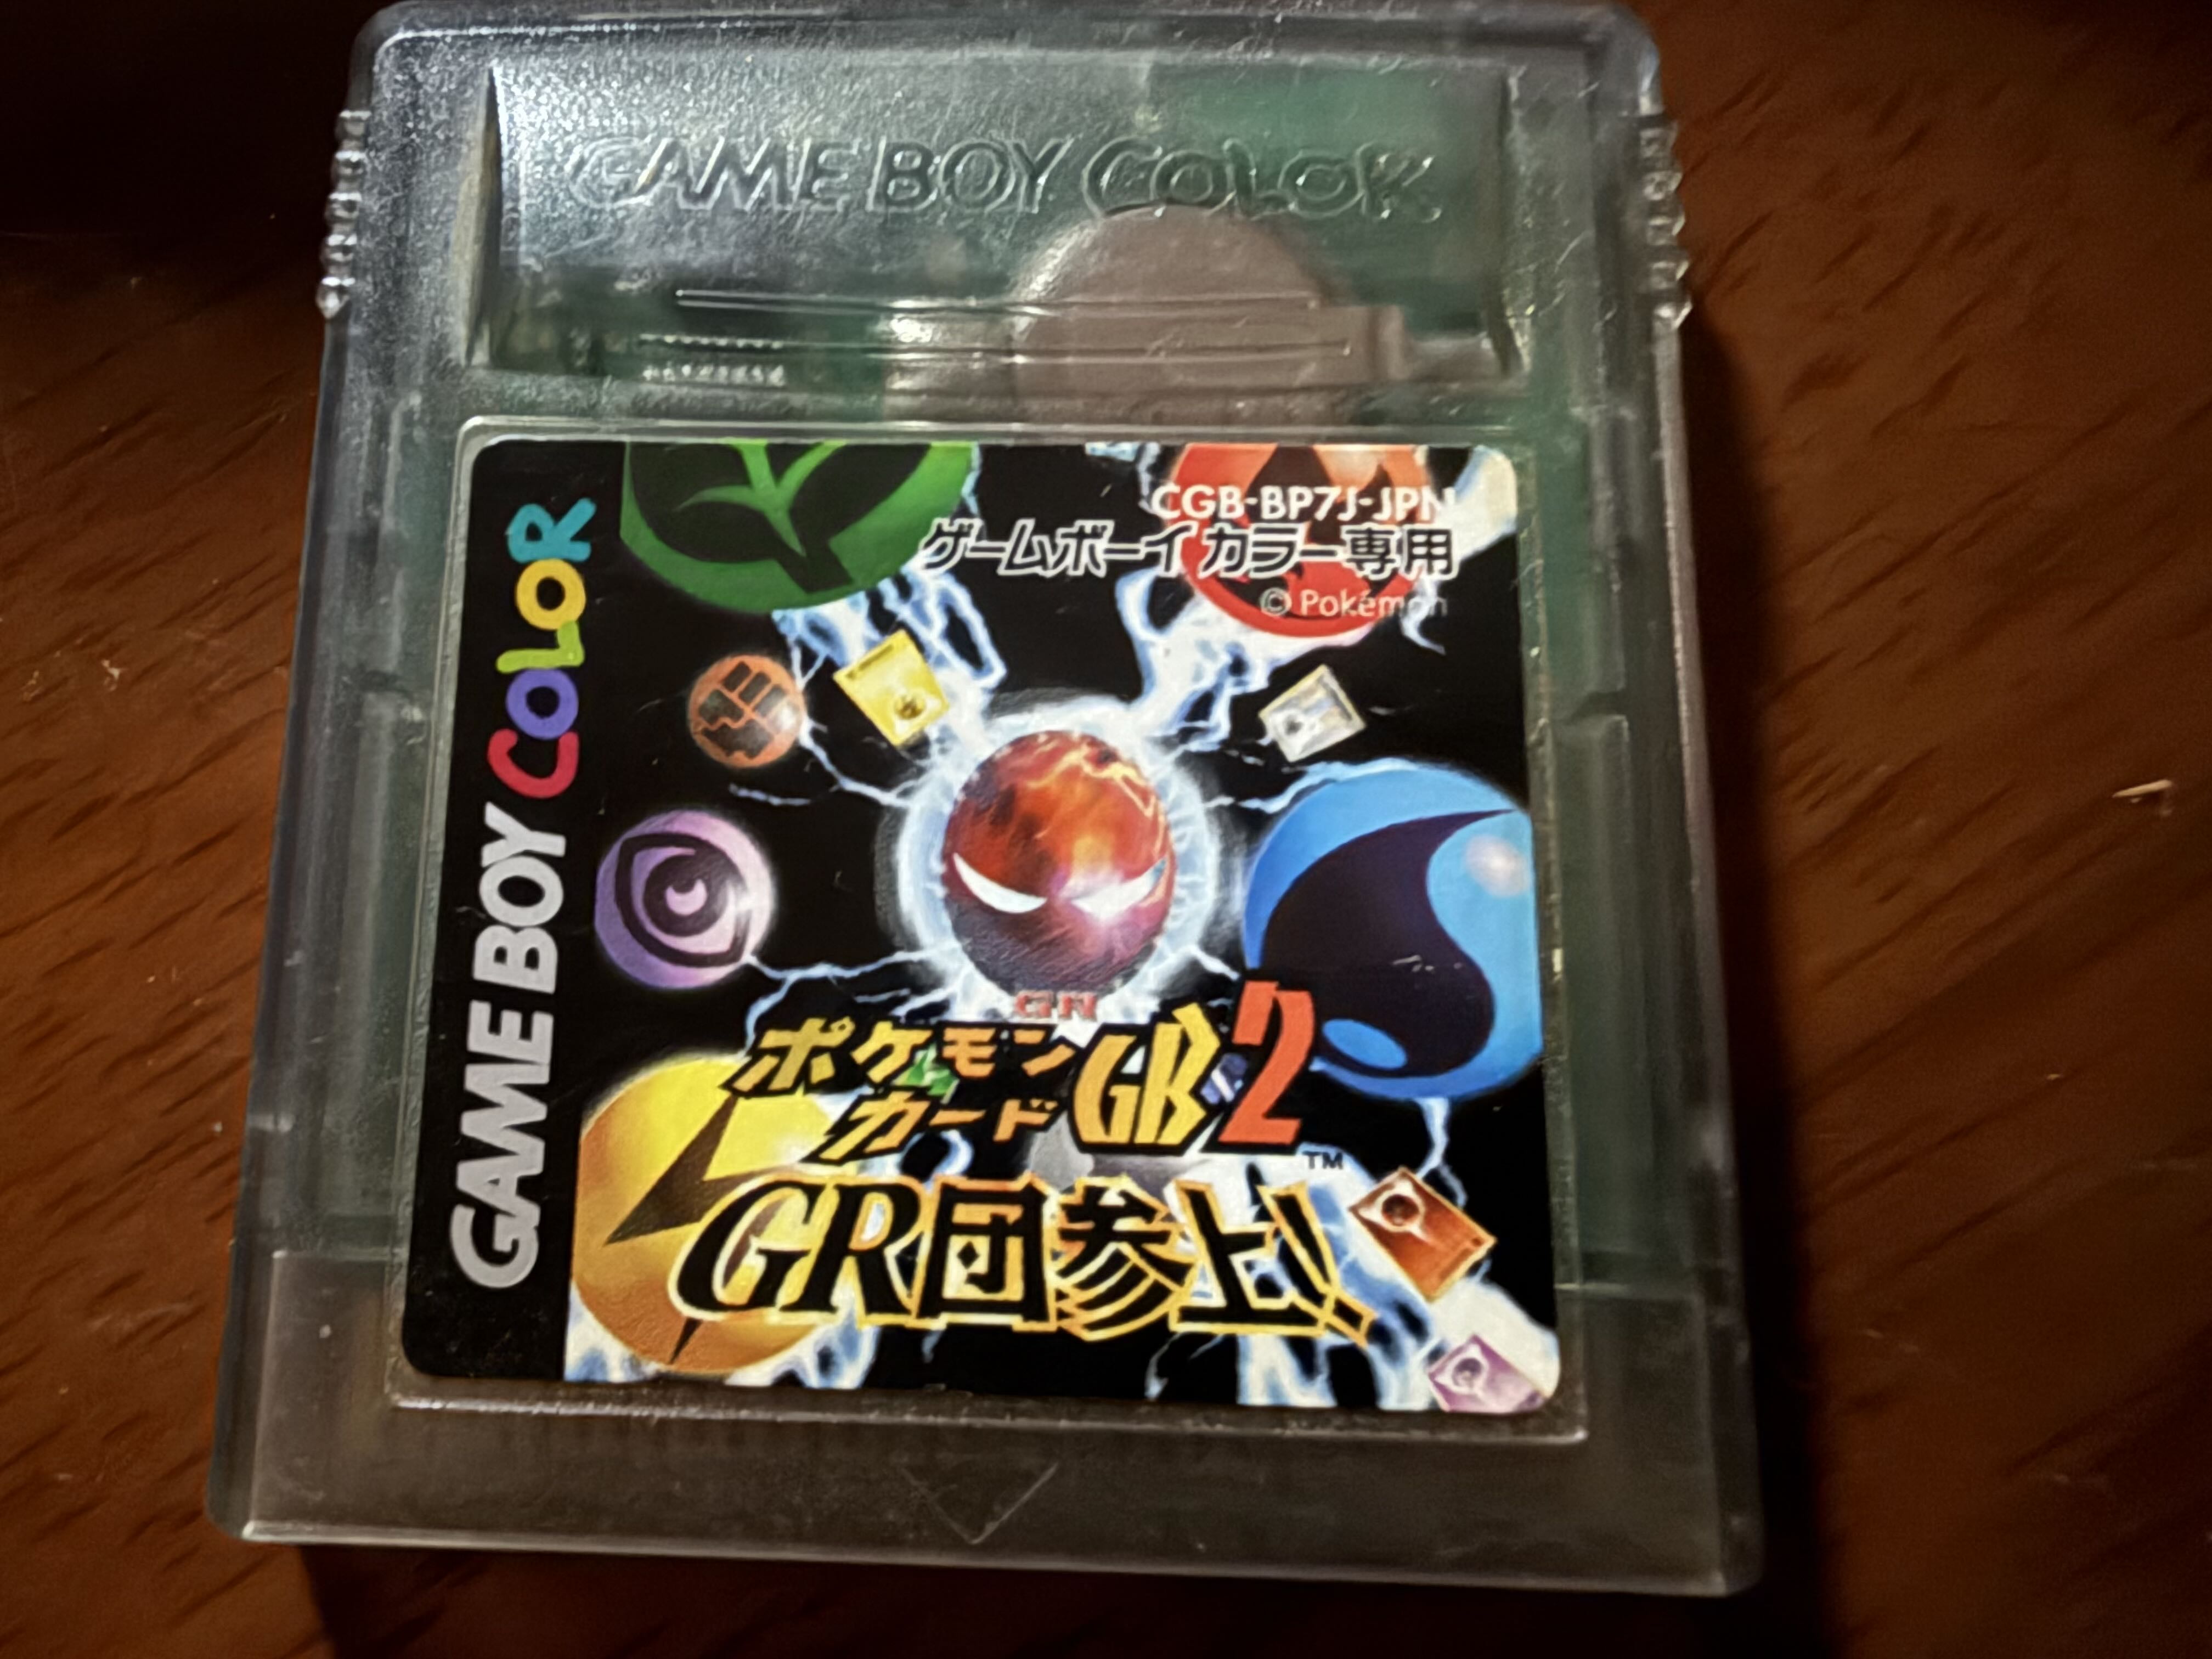 GAME BOY COLOR
GAME BOY COLOR
CGB-BP7J-JPN
ゲームボーイカラー専用
© Pokémon
ポケモン
カードGB2
TM
GR団参上!